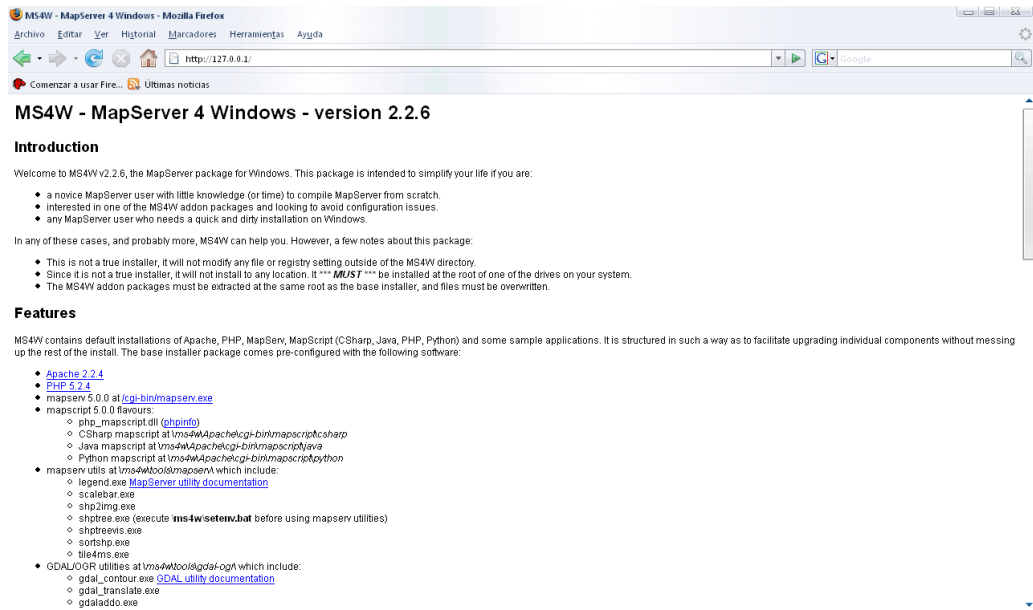 MS4W - MapServer 4 Windows - Mozilla Firefox
Archivo Editar Ver Historial Marcadores Herramientas Ayuda
http://127.0.0.1/
G Google
Comenzar a usar Fire... Últimas noticias
MS4W - MapServer 4 Windows - version 2.2.6
Introduction
Welcome to MS4W v2.2.6, the MapServer package for Windows. This package is intended to simplify your life if you are:
a novice MapServer user with little knowledge (or time) to compile MapServer from scratch.
interested in one of the MS4W addon packages and looking to avoid configuration issues.
any MapServer user who needs a quick and dirty installation on Windows.
In any of these cases, and probably more, MS4W can help you. However, a few notes about this package:
This is not a true installer, it will not modify any file or registry setting outside of the MS4W directory.
Since it is not a true installer, it will not install to any location. It *** MUST *** be installed at the root of one of the drives on your system.
The MS4W addon packages must be extracted at the same root as the base installer, and files must be overwritten.
Features
MS4W contains default installations of Apache, PHP, MapServ, MapScript (CSharp, Java, PHP, Python) and some sample applications. It is structured in such a way as to facilitate upgrading individual components without messing
up the rest of the install. The base installer package comes pre-configured with the following software:
Apache 2.2.4
PHP 5.2.4
mapserv 5.0.0 at /cgi-bin/mapserv.exe
mapscript 5.0.0 flavours:
php_mapscript.dll (phpinfo)
CSharp mapscript at \ms4w\Apache\cgi-bin\mapscript\csharp
Java mapscript at \ms4w\Apache\cgi-bin\mapscript\java
Python mapscript at \ms4w\Apache\cgi-bin\mapscript\python
mapserv utils at \ms4w\tools\mapserv\ which include:
legend.exe MapServer utility documentation
scalebar.exe
shp2img.exe
shptree.exe (execute \ms4w\setenv.bat before using mapserv utilities)
shptreevis.exe
sortshp.exe
tile4ms.exe
GDAL/OGR utilities at \ms4w\tools\gdal-ogr\ which include:
gdal_contour.exe GDAL utility documentation
gdal_translate.exe
gdaladdo.exe